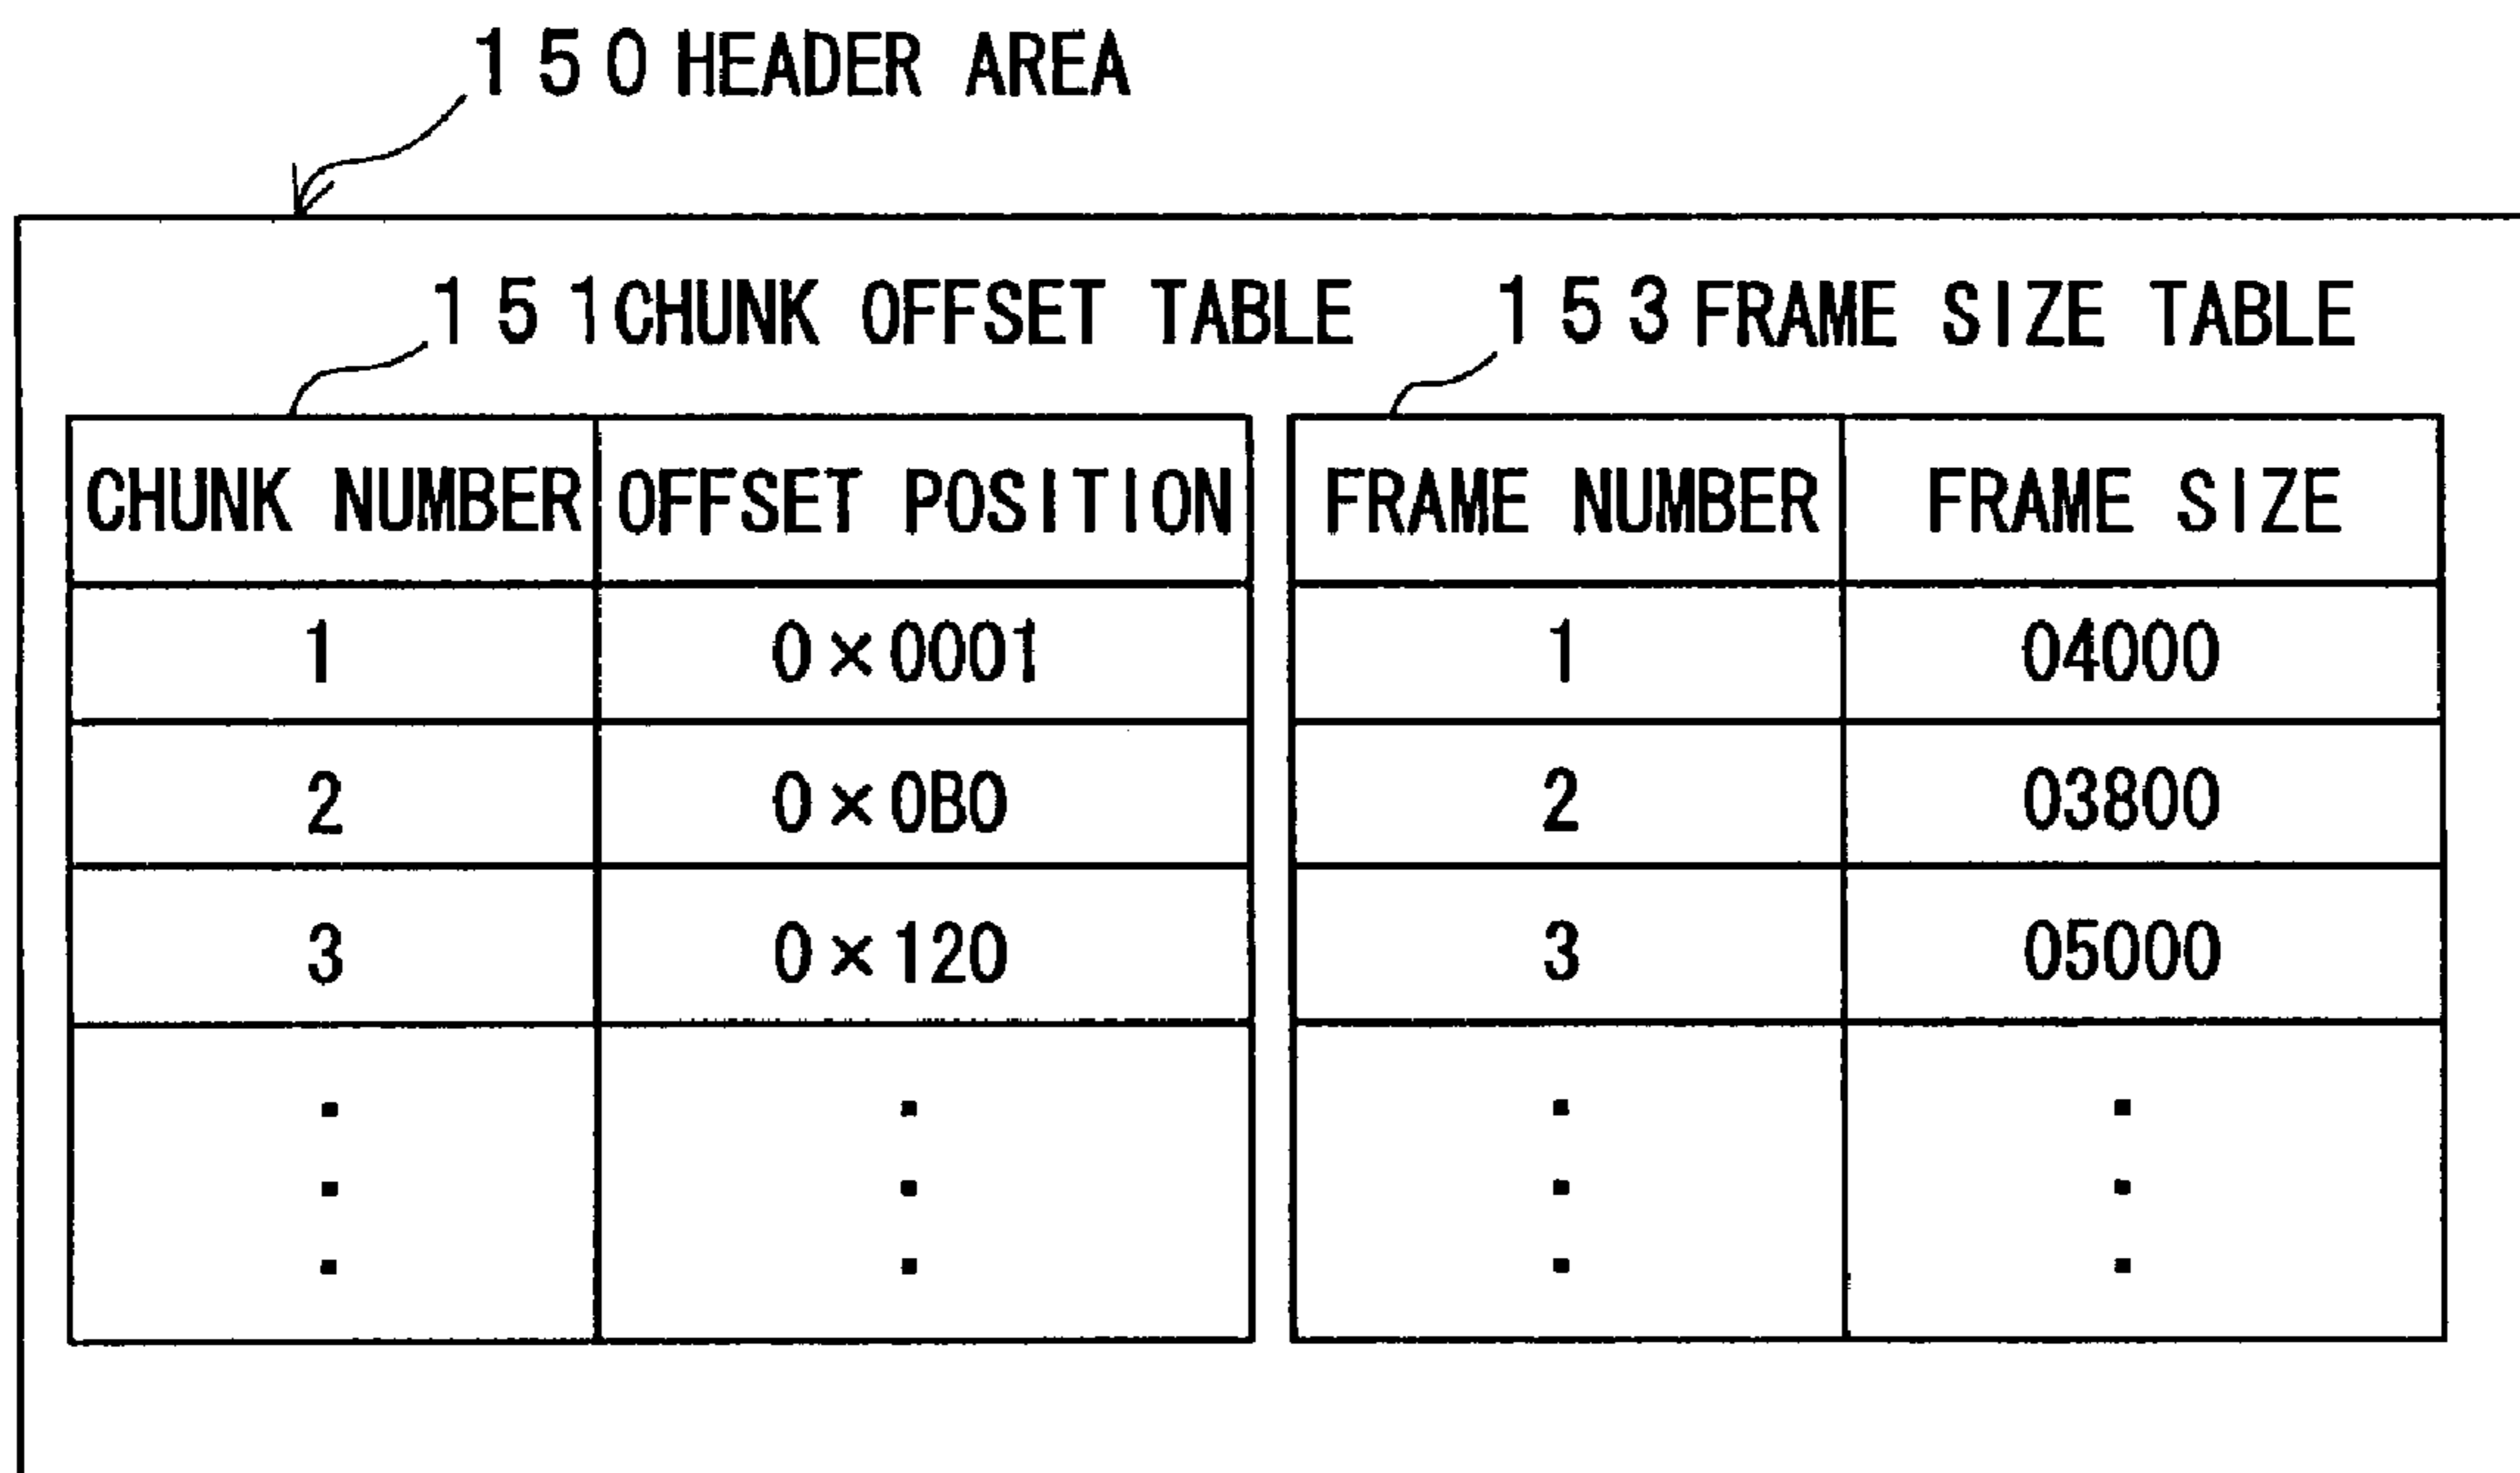 150 HEADER AREA
151 CHUNK OFFSET TABLE 153 FRAME SIZE TABLE
CHUNK NUMBER OFFSET POSITION FRAME NUMBER FRAME SIZE
1 0×0001 1 04000
2 0×0B0 2 03800
3 0×120 3 05000